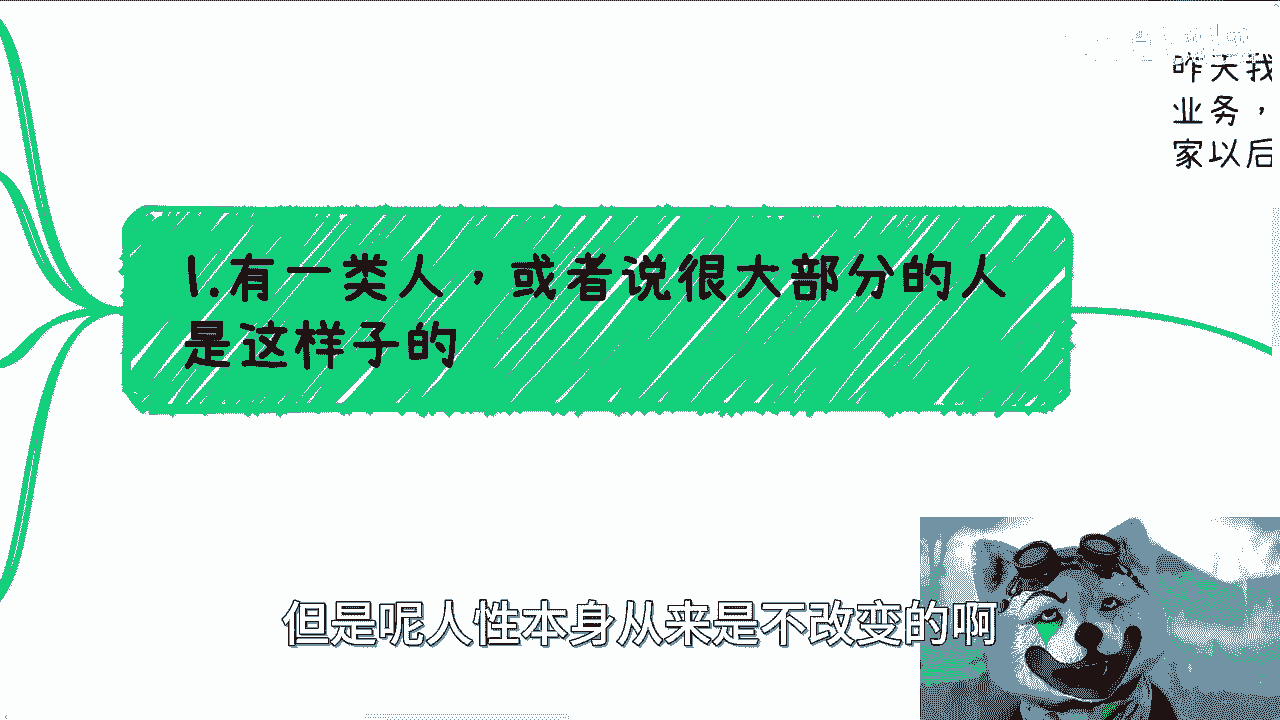 昨天我
业务，
家以后
1.有一类人，或者说很大部分的人
是这样子的
但是呢人性本身从来是不改变的啊